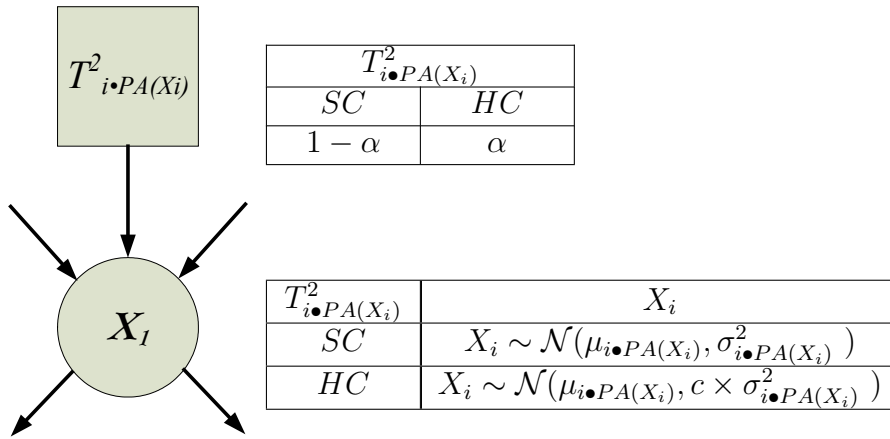 T²i•PA(Xi)
T²i•PA(Xi)
SC HC
1 − α α
X1
T²i•PA(Xi) Xi
SC Xi ∼ 𝒩(μi•PA(Xi), σ²i•PA(Xi) )
HC Xi ∼ 𝒩(μi•PA(Xi), c × σ²i•PA(Xi) )